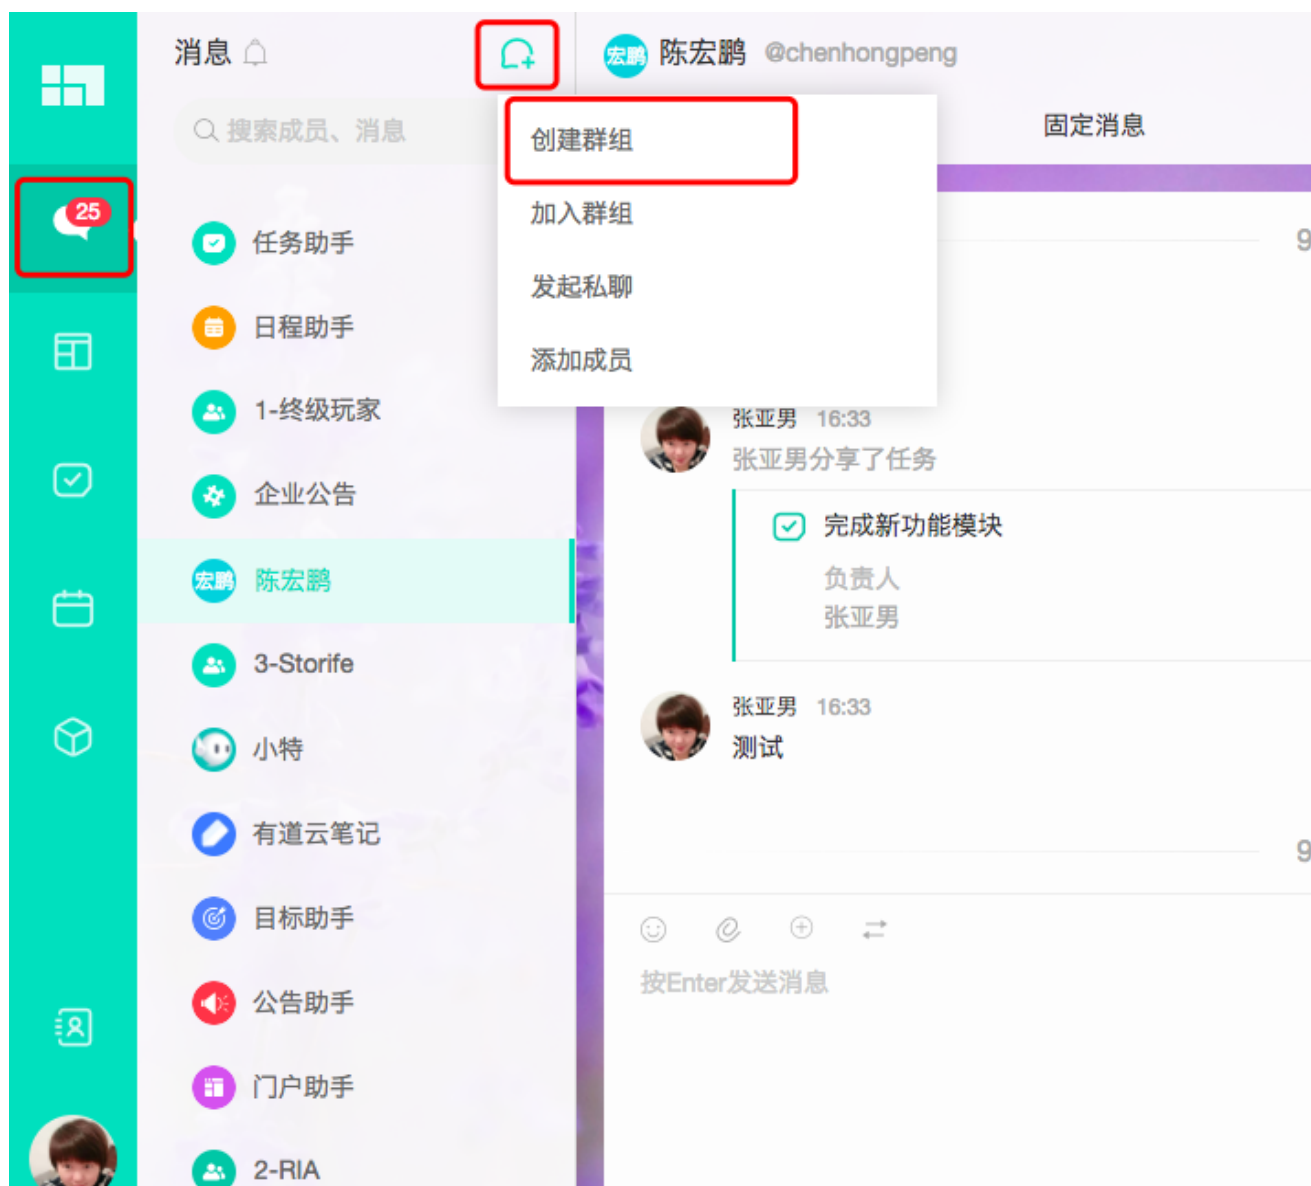 消息
搜索成员、消息
25
任务助手
日程助手
1-终级玩家
企业公告
宏鹏 陈宏鹏
3-Storife
小特
有道云笔记
目标助手
公告助手
门户助手
2-RIA
创建群组
加入群组
发起私聊
添加成员
宏鹏 陈宏鹏 @chenhongpeng
固定消息
9
张亚男 16:33
张亚男分享了任务
完成新功能模块
负责人
张亚男
张亚男 16:33
测试
9
按Enter发送消息